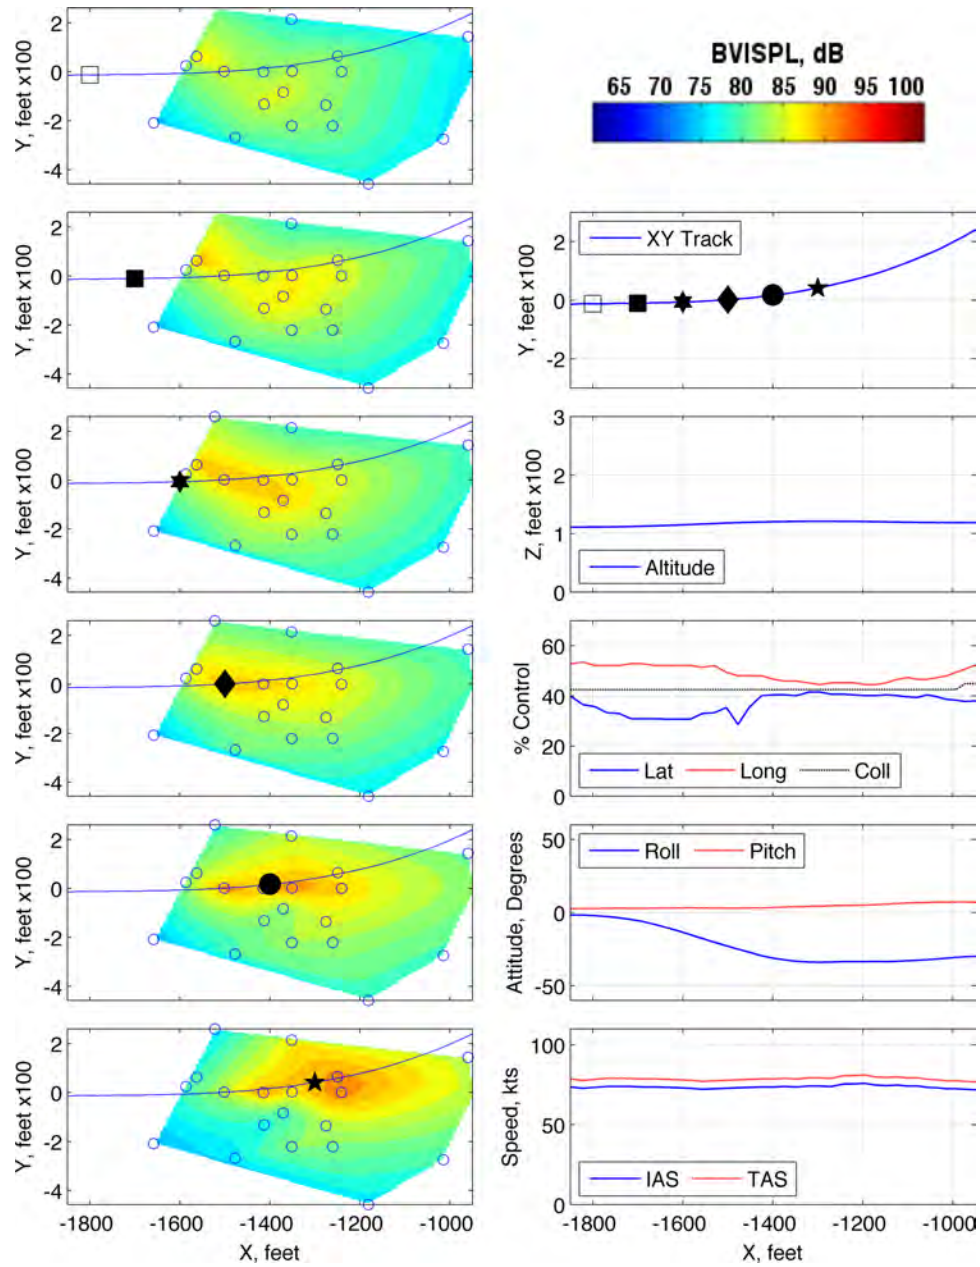 BVISPL, dB
65 70 75 80 85 90 95 100
Y, feet x100
2
0
-2
-4
Y, feet x100
2
0
-2
-4
XY Track
Y, feet x100
2
0
-2
Y, feet x100
2
0
-2
-4
Z, feet x100
3
2
1
0
Altitude
Y, feet x100
2
0
-2
-4
% Control
60
40
20
0
Lat Long Coll
Y, feet x100
2
0
-2
-4
Attitude, Degrees
50
0
-50
Roll Pitch
Y, feet x100
2
0
-2
-4
-1800 -1600 -1400 -1200 -1000
X, feet
Speed, kts
100
50
0
IAS TAS
-1800 -1600 -1400 -1200 -1000
X, feet